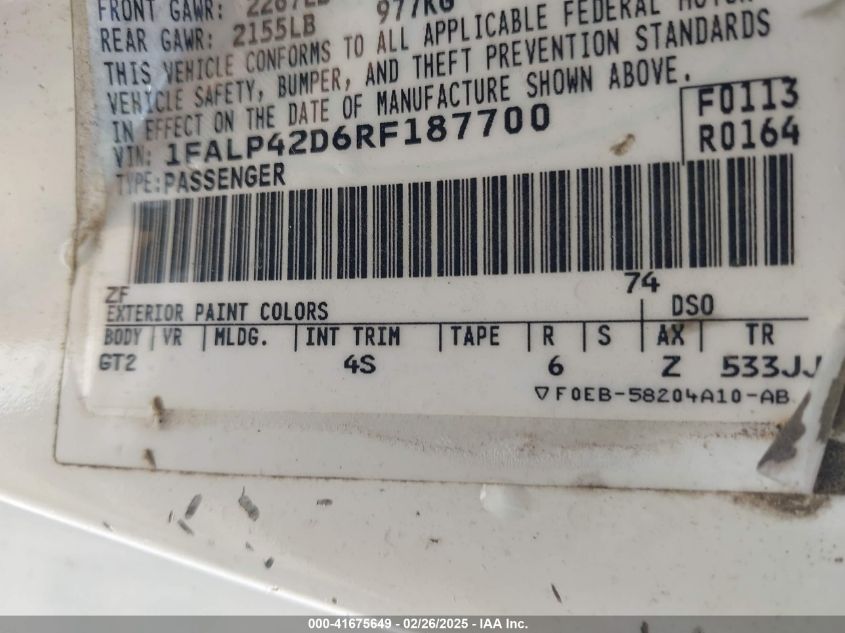 FRONT GAWR: 2267LB 977KG
REAR GAWR: 2155LB
THIS VEHICLE CONFORMS TO ALL APPLICABLE FEDERAL MOTOR
VEHICLE SAFETY, BUMPER, AND THEFT PREVENTION STANDARDS
IN EFFECT ON THE DATE OF MANUFACTURE SHOWN ABOVE.
VIN: 1FALP42D6RF187700
F0113
R0164
TYPE:PASSENGER
ZF 74
EXTERIOR PAINT COLORS DSO
BODY VR MLDG. INT TRIM TAPE R S AX TR
GT2 4S 6 Z 533JJ
▽F0EB-58204A10-AB
000-41675649 - 02/26/2025 - IAA Inc.